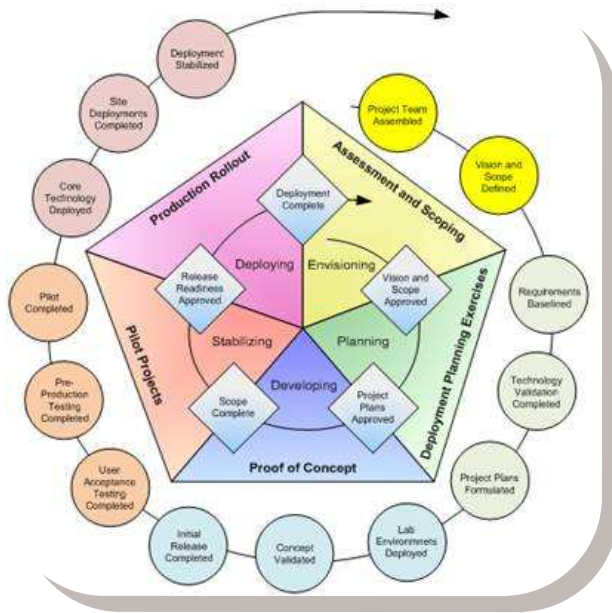 Deployment
Stabilized
Site
Deployments
Completed
Core
Technology
Deployed
Pilot
Completed
Pre-
Production
Testing
Completed
User
Acceptance
Testing
Completed
Initial
Release
Completed
Concept
Validated
Lab
Environmnets
Deployed
Project Plans
Formulated
Technology
Validation
Completed
Requirements
Baselined
Vision and
Scope
Defined
Project Team
Assembled
Production Rollout
Assessment and Scoping
Deployment Planning Exercises
Proof of Concept
Pilot Projects
Deployment
Complete
Vision and
Scope
Approved
Project
Plans
Approved
Scope
Complete
Release
Readiness
Approved
Deploying
Envisioning
Planning
Developing
Stabilizing